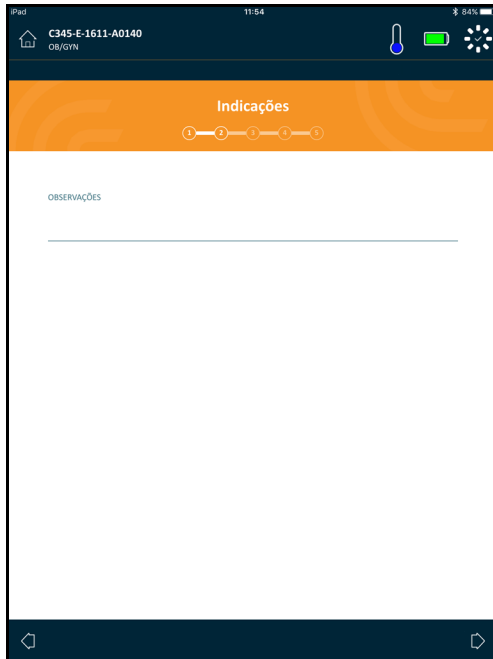 iPad
11:54
84%
C345-E-1611-A0140
OB/GYN
Indicações
1 2 3 4 5
OBSERVAÇÕES